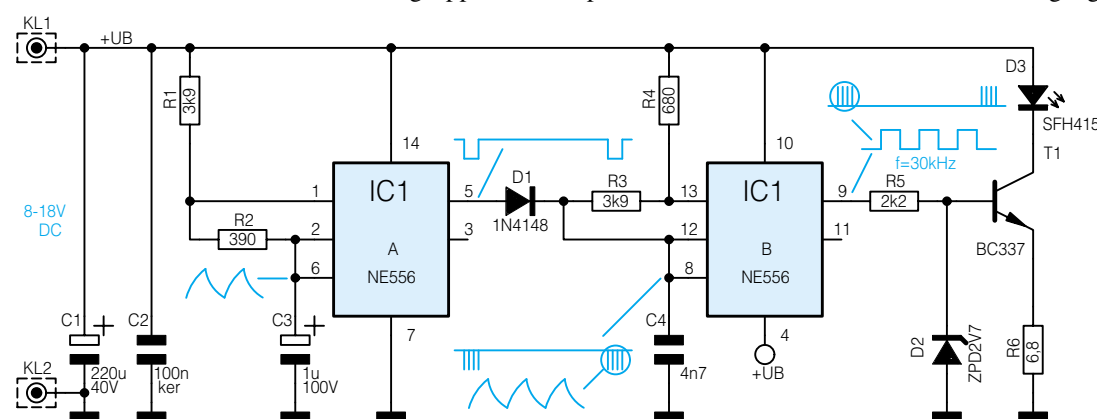 KL1
+UB
R1
3k9
14
1
2
6
5
3
7
IC1
A
NE556
R2
390
8-18V
DC
C1
+
220u
40V
C2
100n
ker
C3
+
1u
100V
KL2
D1
1N4148
R3
3k9
R4
680
10
13
12
8
9
11
4
IC1
B
NE556
+UB
C4
4n7
f=30kHz
R5
2k2
D3
SFH415
T1
BC337
D2
ZPD2V7
R6
6,8